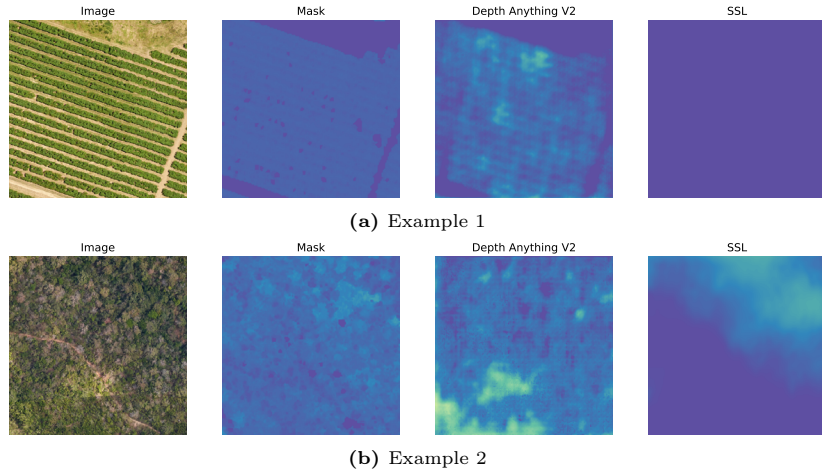 Image Mask Depth Anything V2 SSL
(a) Example 1
Image Mask Depth Anything V2 SSL
(b) Example 2